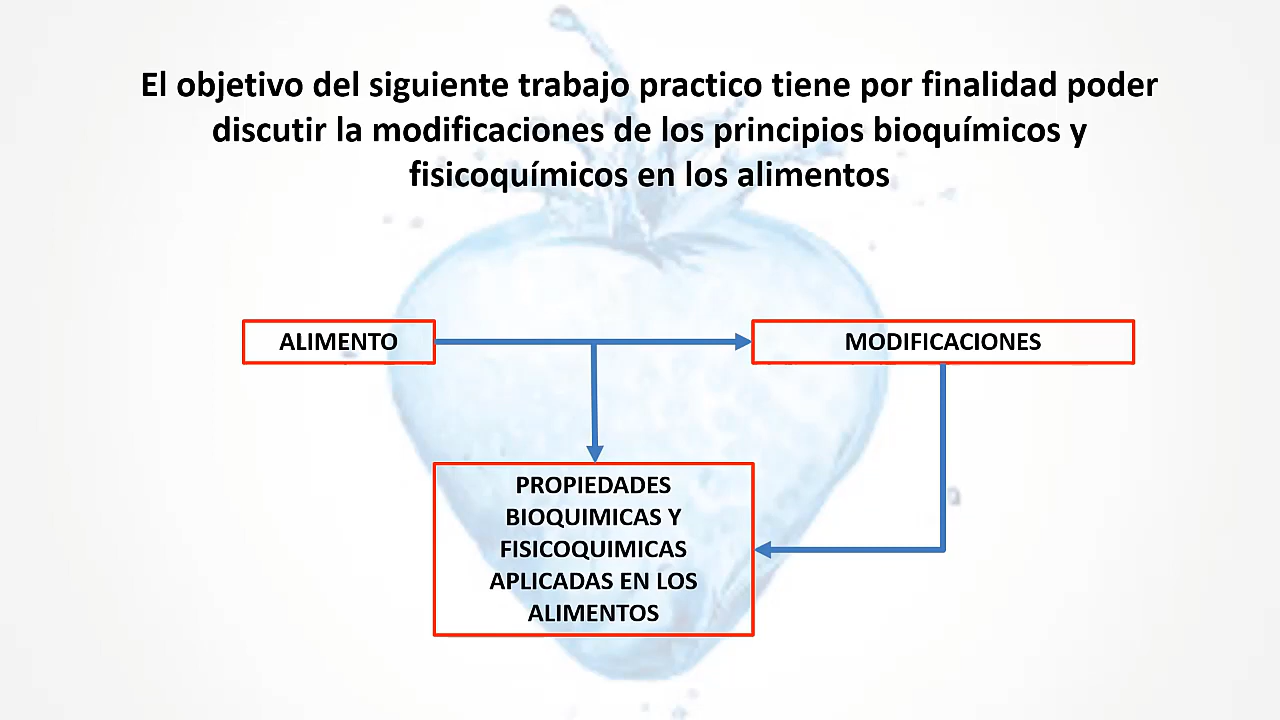 El objetivo del siguiente trabajo practico tiene por finalidad poder
discutir la modificaciones de los principios bioquímicos y
fisicoquímicos en los alimentos
ALIMENTO
MODIFICACIONES
PROPIEDADES
BIOQUIMICAS Y
FISICOQUIMICAS
APLICADAS EN LOS
ALIMENTOS